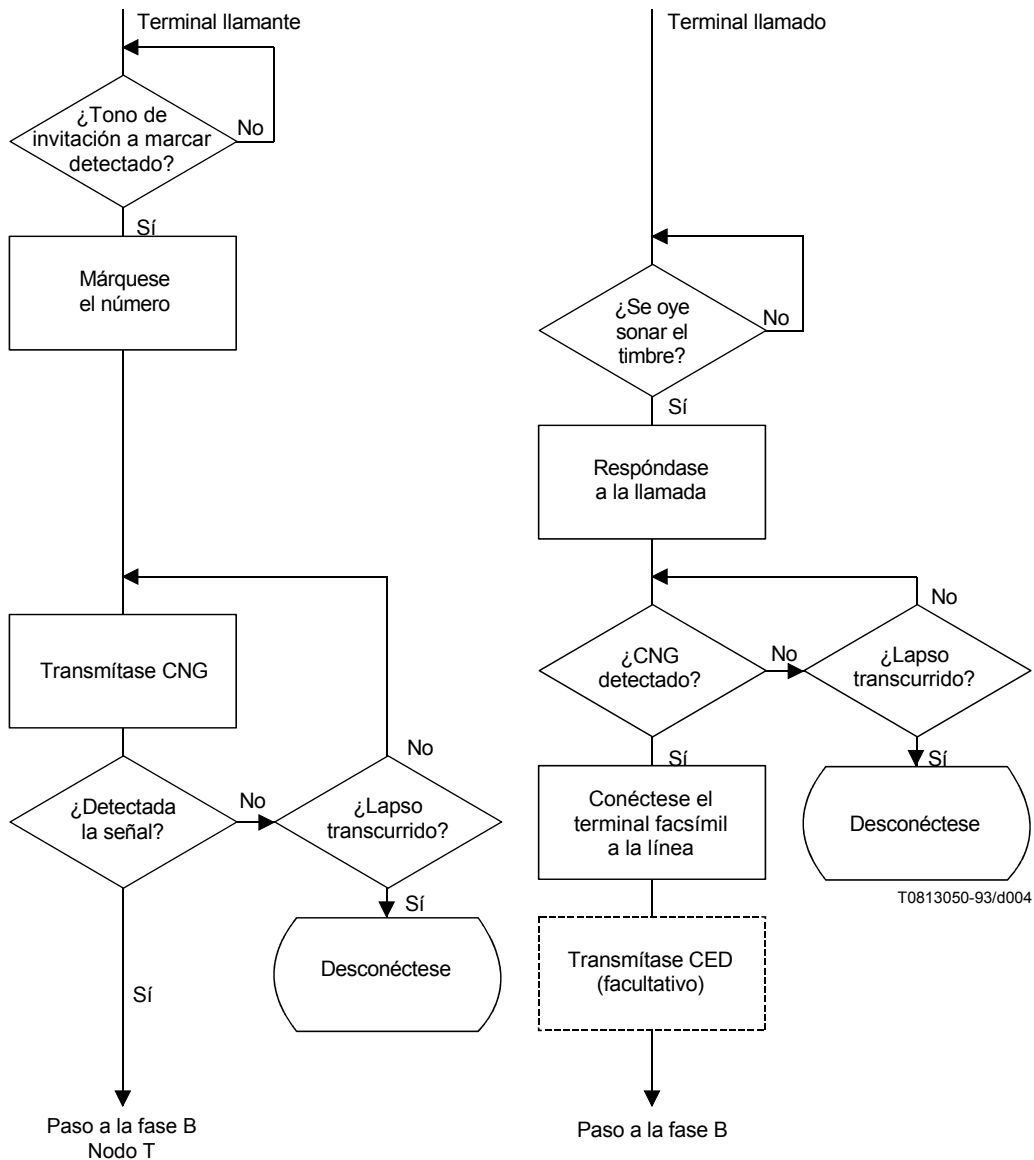 Terminal llamante
¿Tono de
invitación a marcar
detectado?
No
Sí
Márquese
el número
Transmítase CNG
No
¿Detectada
la señal?
No
¿Lapso
transcurrido?
Sí
Desconéctese
Sí
Paso a la fase B
Nodo T
Terminal llamado
¿Se oye
sonar el
timbre?
No
Sí
Respóndase
a la llamada
No
¿CNG
detectado?
No
¿Lapso
transcurrido?
Sí
Sí
Conéctese el
terminal facsímil
a la línea
Desconéctese
T0813050-93/d004
Transmítase CED
(facultativo)
Paso a la fase B